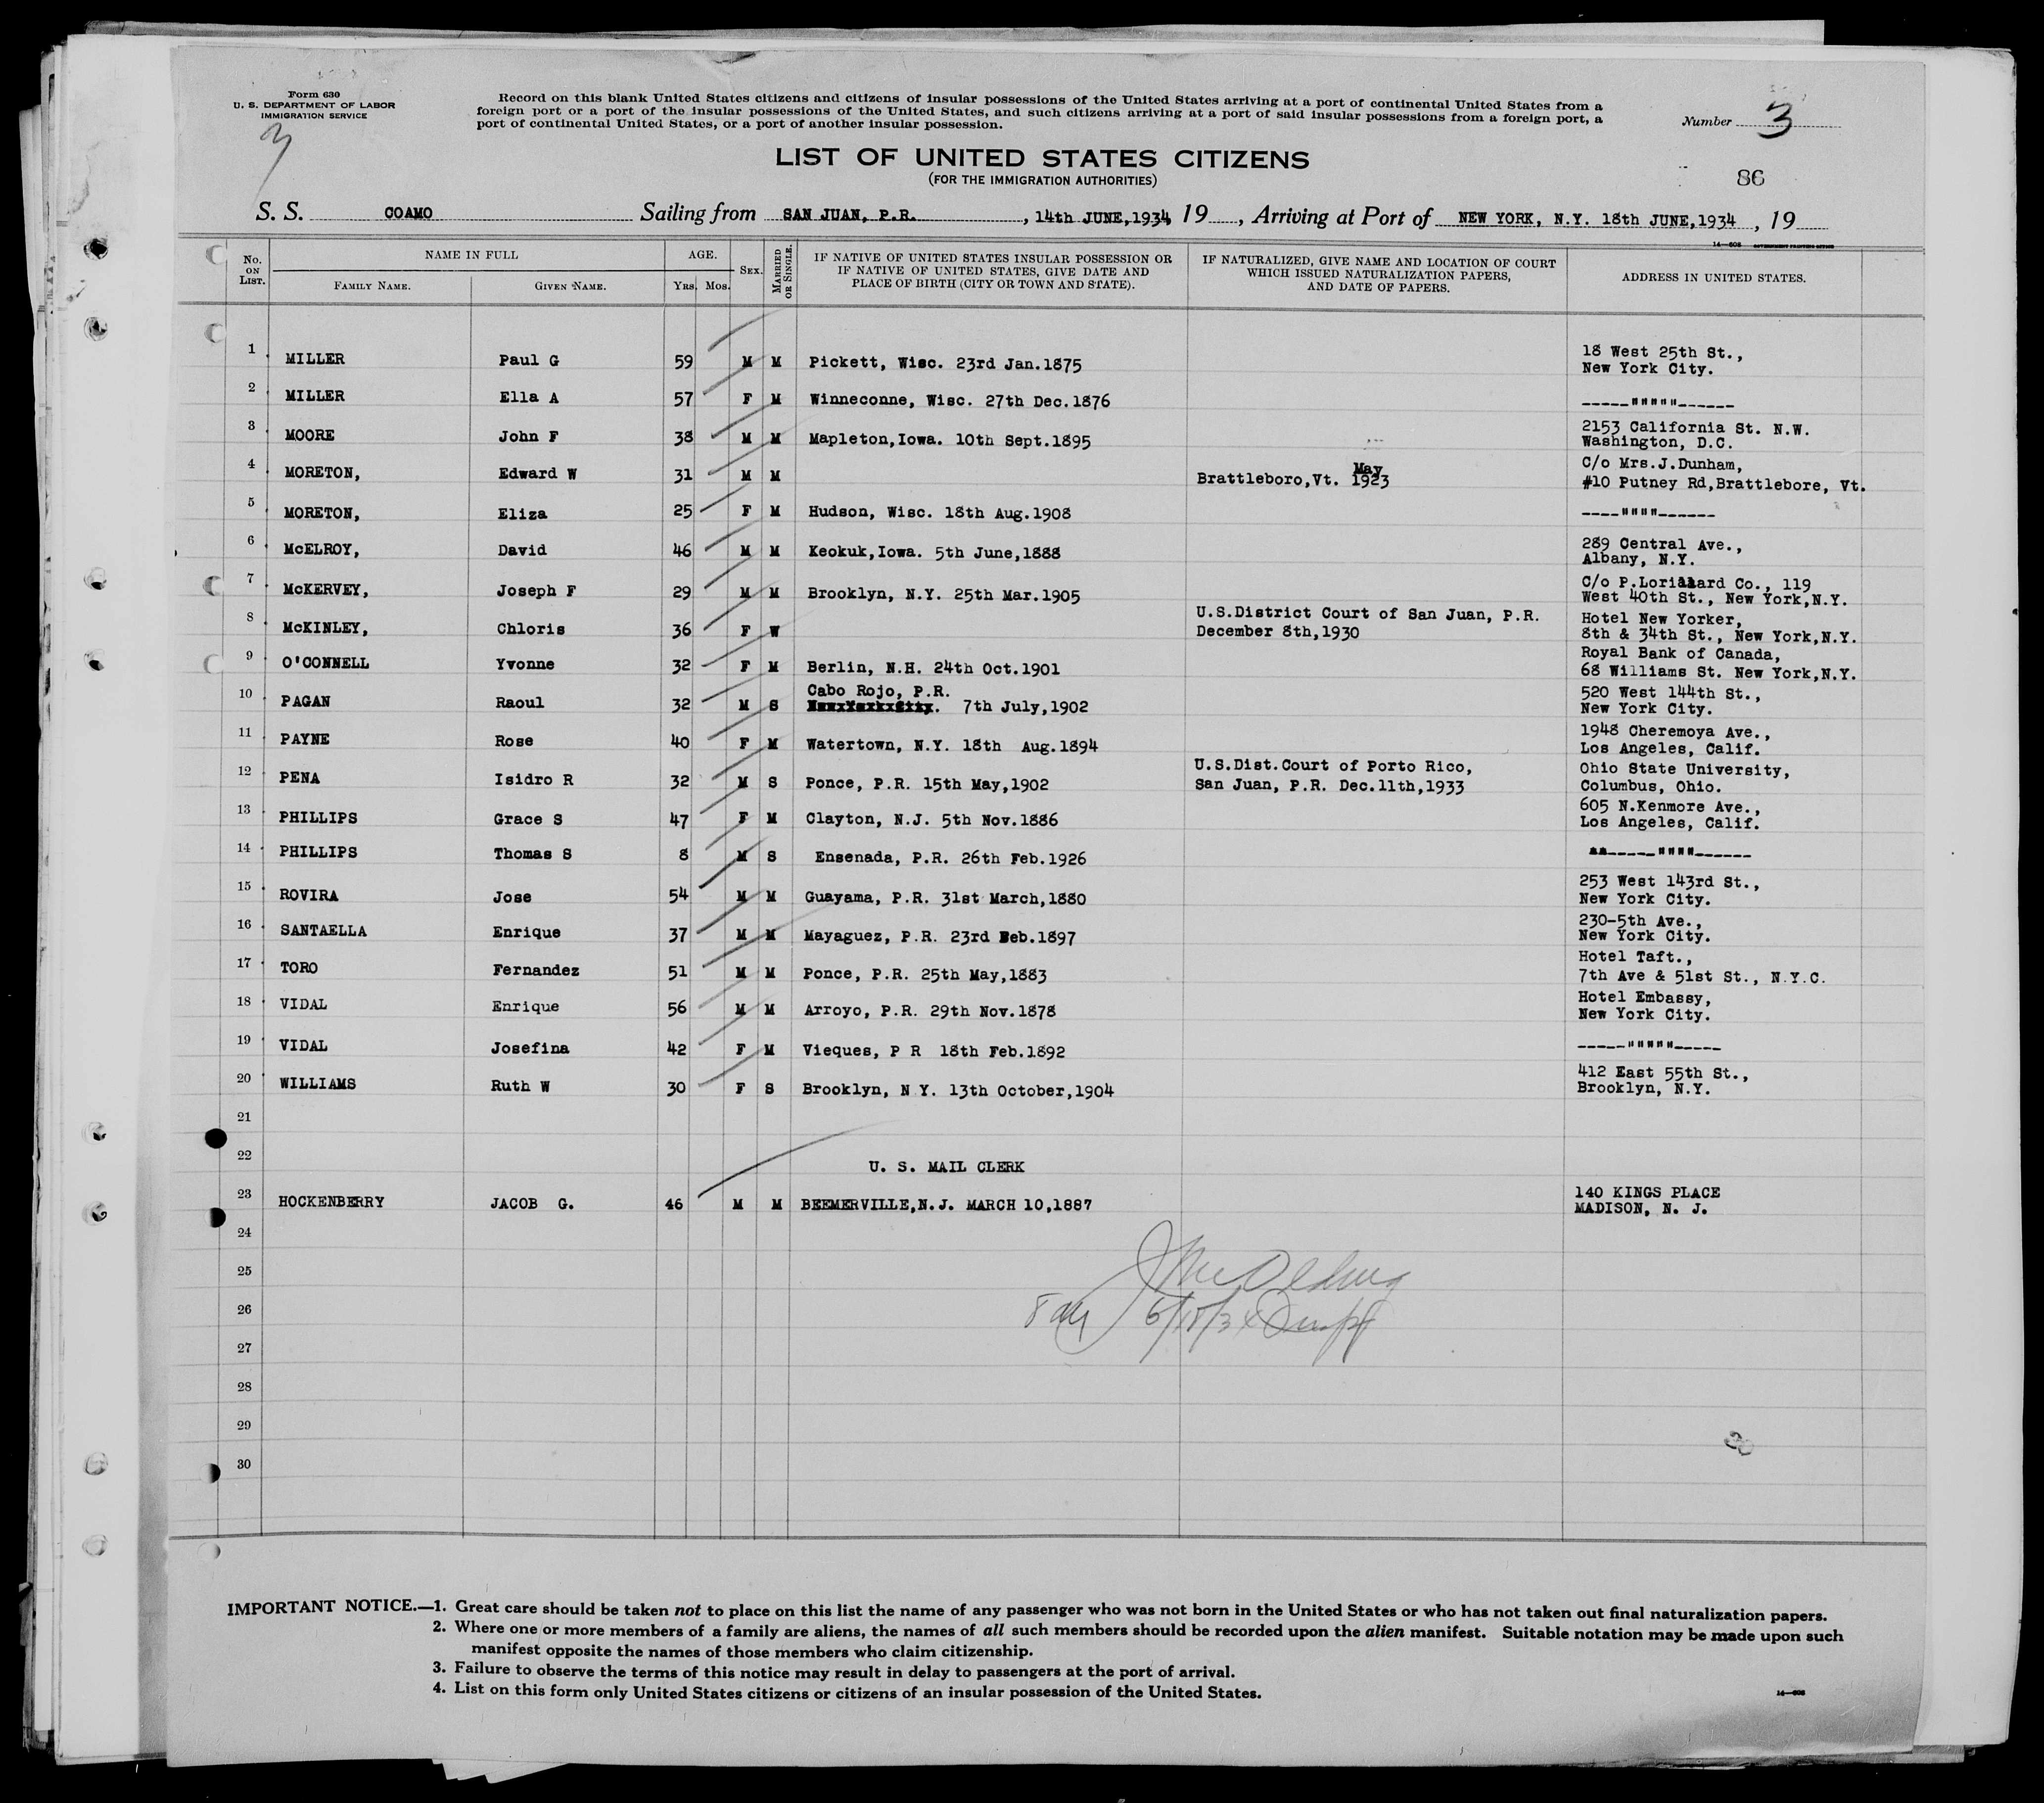 Form 630
U. S. DEPARTMENT OF LABOR
IMMIGRATION SERVICE
3
Record on this blank United States citizens and citizens of insular possessions of the United States arriving at a port of continental United States from a
foreign port or a port of the insular possessions of the United States, and such citizens arriving at a port of said insular possessions from a foreign port, a
port of continental United States, or a port of another insular possession.
Number 3
LIST OF UNITED STATES CITIZENS
(FOR THE IMMIGRATION AUTHORITIES)
86
S. S. COAMO Sailing from SAN JUAN, P.R., 14th JUNE,1934 19 , Arriving at Port of NEW YORK, N.Y. 18th JUNE,1934 , 19
14—608 GOVERNMENT PRINTING OFFICE
No. ON LIST. NAME IN FULL FAMILY NAME. GIVEN NAME. AGE. YRS. MOS. SEX. MARRIED OR SINGLE. IF NATIVE OF UNITED STATES INSULAR POSSESSION OR IF NATIVE OF UNITED STATES, GIVE DATE AND PLACE OF BIRTH (CITY OR TOWN AND STATE). IF NATURALIZED, GIVE NAME AND LOCATION OF COURT WHICH ISSUED NATURALIZATION PAPERS, AND DATE OF PAPERS. ADDRESS IN UNITED STATES.
1 MILLER Paul G 59 M M Pickett, Wisc. 23rd Jan.1875 18 West 25th St., New York City.
2 MILLER Ella A 57 F M Winneconne, Wisc. 27th Dec.1876 -----"""""------
3 MOORE John F 38 M M Mapleton,Iowa. 10th Sept.1895 2153 California St. N.W. Washington, D.C.
4 MORETON, Edward W 31 M M Brattleboro,Vt. May 1923 C/o Mrs.J.Dunham, #10 Putney Rd,Brattlebore, Vt.
5 MORETON, Eliza 25 F M Hudson, Wisc. 18th Aug.1908 ----""""------
6 McELROY, David 46 M M Keokuk,Iowa. 5th June,1888 289 Central Ave., Albany, N.Y.
7 McKERVEY, Joseph F 29 M M Brooklyn, N.Y. 25th Mar.1905 C/o P.Lorillard Co., 119 West 40th St., New York,N.Y.
8 McKINLEY, Chloris 36 F W U.S.District Court of San Juan, P.R. December 8th,1930 Hotel New Yorker, 8th & 34th St., New York,N.Y.
9 O'CONNELL Yvonne 32 F M Berlin, N.H. 24th Oct.1901 Royal Bank of Canada, 68 Williams St. New York,N.Y.
10 PAGAN Raoul 32 M S Cabo Rojo, P.R. 7th July,1902 520 West 144th St., New York City.
11 PAYNE Rose 40 F M Watertown, N.Y. 18th Aug.1894 1948 Cheremoya Ave., Los Angeles, Calif.
12 PENA Isidro R 32 M S Ponce, P.R. 15th May,1902 U.S.Dist.Court of Porto Rico, San Juan, P.R. Dec.11th,1933 Ohio State University, Columbus, Ohio.
13 PHILLIPS Grace S 47 F M Clayton, N.J. 5th Nov.1886 605 N.Kenmore Ave., Los Angeles, Calif.
14 PHILLIPS Thomas S 8 M S Ensenada, P.R. 26th Feb.1926 -----""""------
15 ROVIRA Jose 54 M M Guayama, P.R. 31st March,1880 253 West 143rd St., New York City.
16 SANTAELLA Enrique 37 M M Mayaguez, P.R. 23rd Feb.1897 230-5th Ave., New York City.
17 TORO Fernandez 51 M M Ponce, P.R. 25th May,1883 Hotel Taft., 7th Ave & 51st St., N.Y.C.
18 VIDAL Enrique 56 M M Arroyo, P.R. 29th Nov.1878 Hotel Embassy, New York City.
19 VIDAL Josefina 42 F M Vieques, P R 18th Feb.1892 -----"""""-----
20 WILLIAMS Ruth W 30 F S Brooklyn, N Y. 13th October,1904 412 East 55th St., Brooklyn, N.Y.
21
22 U. S. MAIL CLERK
23 HOCKENBERRY JACOB G. 46 M M BEEMERVILLE,N.J. MARCH 10,1887 140 KINGS PLACE MADISON, N. J.
24
25
26 6/18/34
27
28
29
30
IMPORTANT NOTICE.—1. Great care should be taken not to place on this list the name of any passenger who was not born in the United States or who has not taken out final naturalization papers.
2. Where one or more members of a family are aliens, the names of all such members should be recorded upon the alien manifest. Suitable notation may be made upon such
manifest opposite the names of those members who claim citizenship.
3. Failure to observe the terms of this notice may result in delay to passengers at the port of arrival.
4. List on this form only United States citizens or citizens of an insular possession of the United States.
14—608